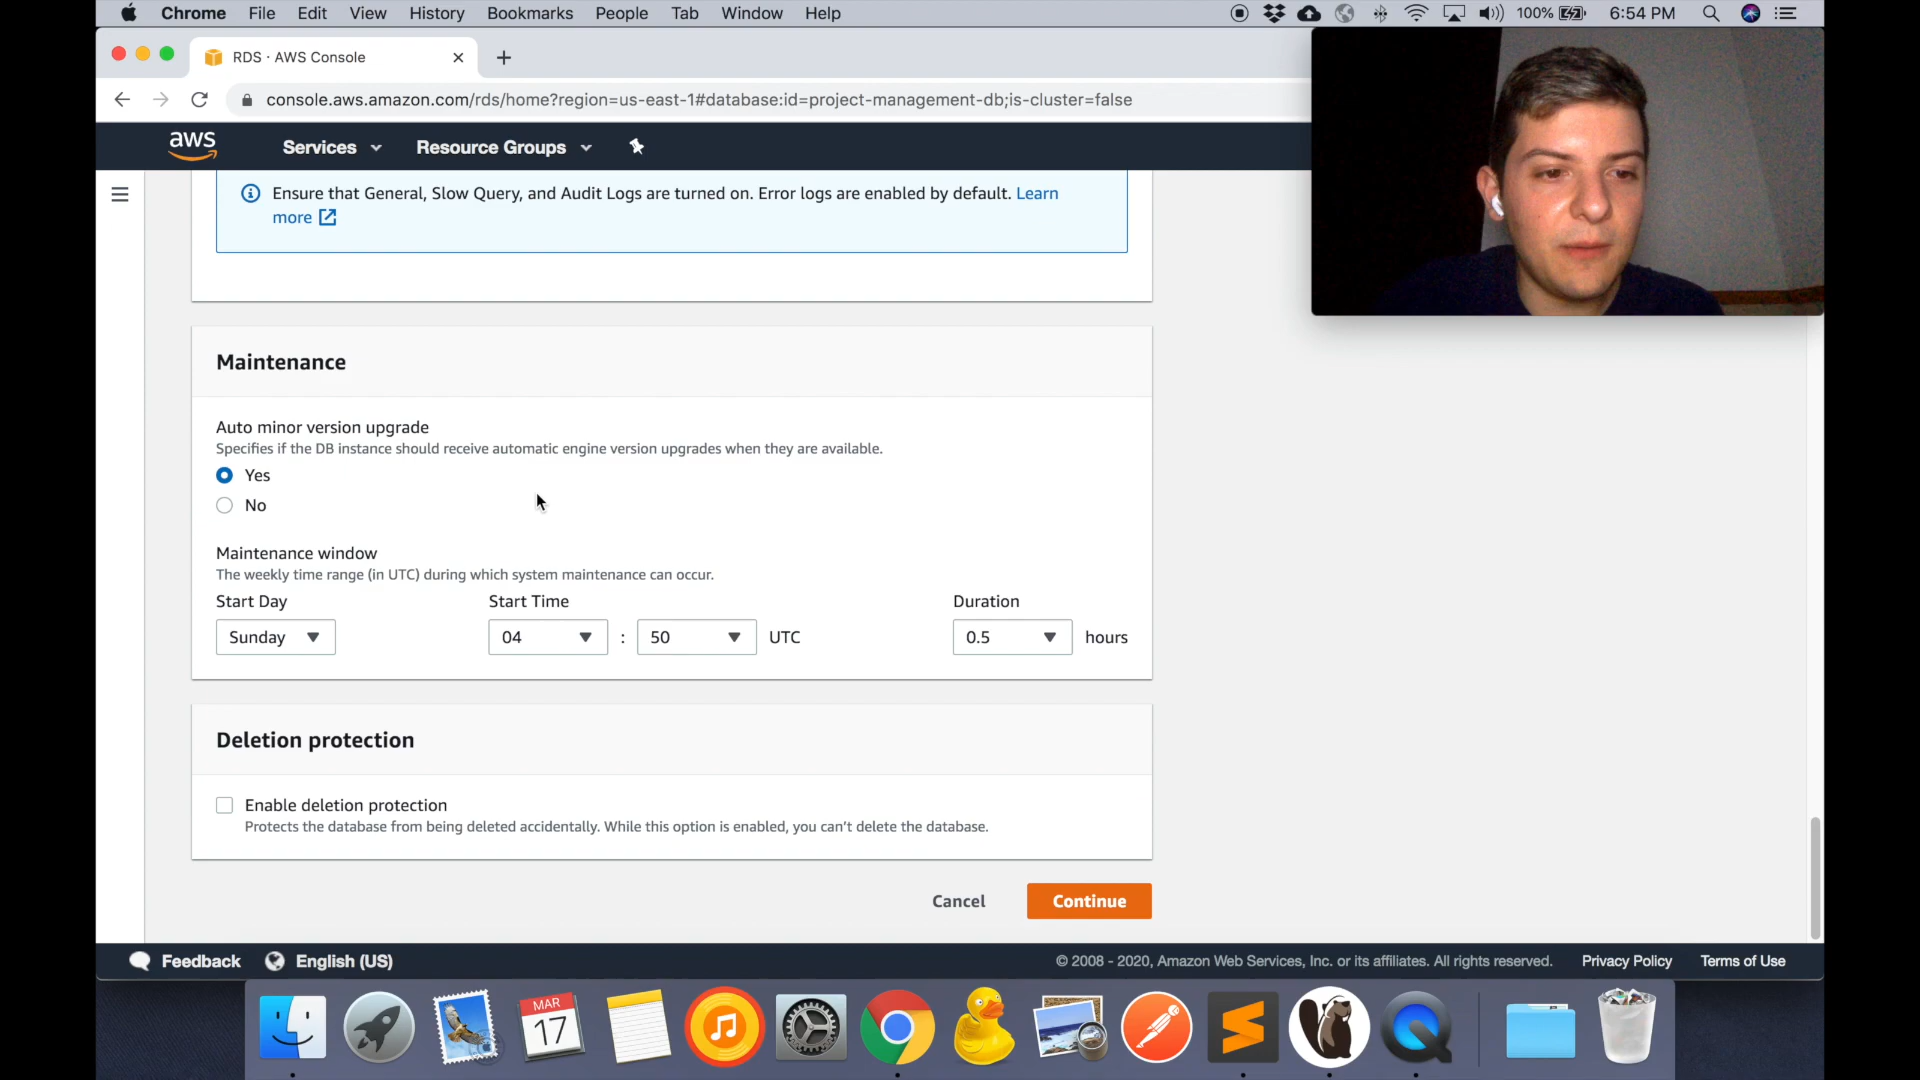 Chrome File Edit View History Bookmarks People Tab Window Help 100% 6:54 PM
RDS · AWS Console
console.aws.amazon.com/rds/home?region=us-east-1#database:id=project-management-db;is-cluster=false
aws Services Resource Groups
Ensure that General, Slow Query, and Audit Logs are turned on. Error logs are enabled by default. Learn
more
Maintenance
Auto minor version upgrade
Specifies if the DB instance should receive automatic engine version upgrades when they are available.
Yes
No
Maintenance window
The weekly time range (in UTC) during which system maintenance can occur.
Start Day Start Time Duration
Sunday 04 : 50 UTC 0.5 hours
Deletion protection
Enable deletion protection
Protects the database from being deleted accidentally. While this option is enabled, you can't delete the database.
Cancel Continue
Feedback English (US) © 2008 - 2020, Amazon Web Services, Inc. or its affiliates. All rights reserved. Privacy Policy Terms of Use
MAR
17